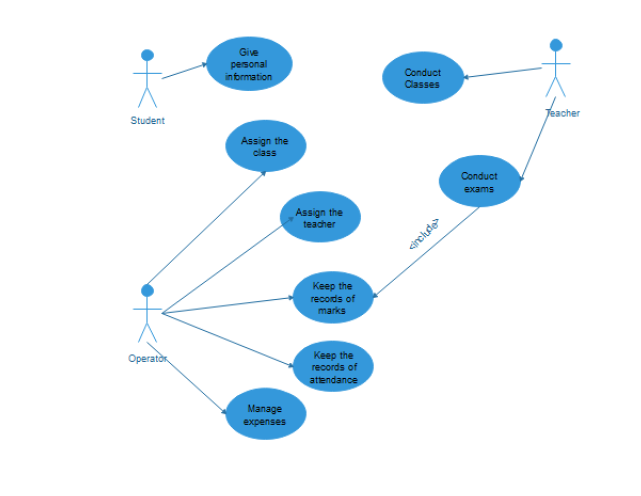 Give
personal
information
Conduct
Classes
Student
Teacher
Assign the
class
Conduct
exams
Assign the
teacher
<include>
Keep the
records of
marks
Operator
Keep the
records of
attendance
Manage
expenses